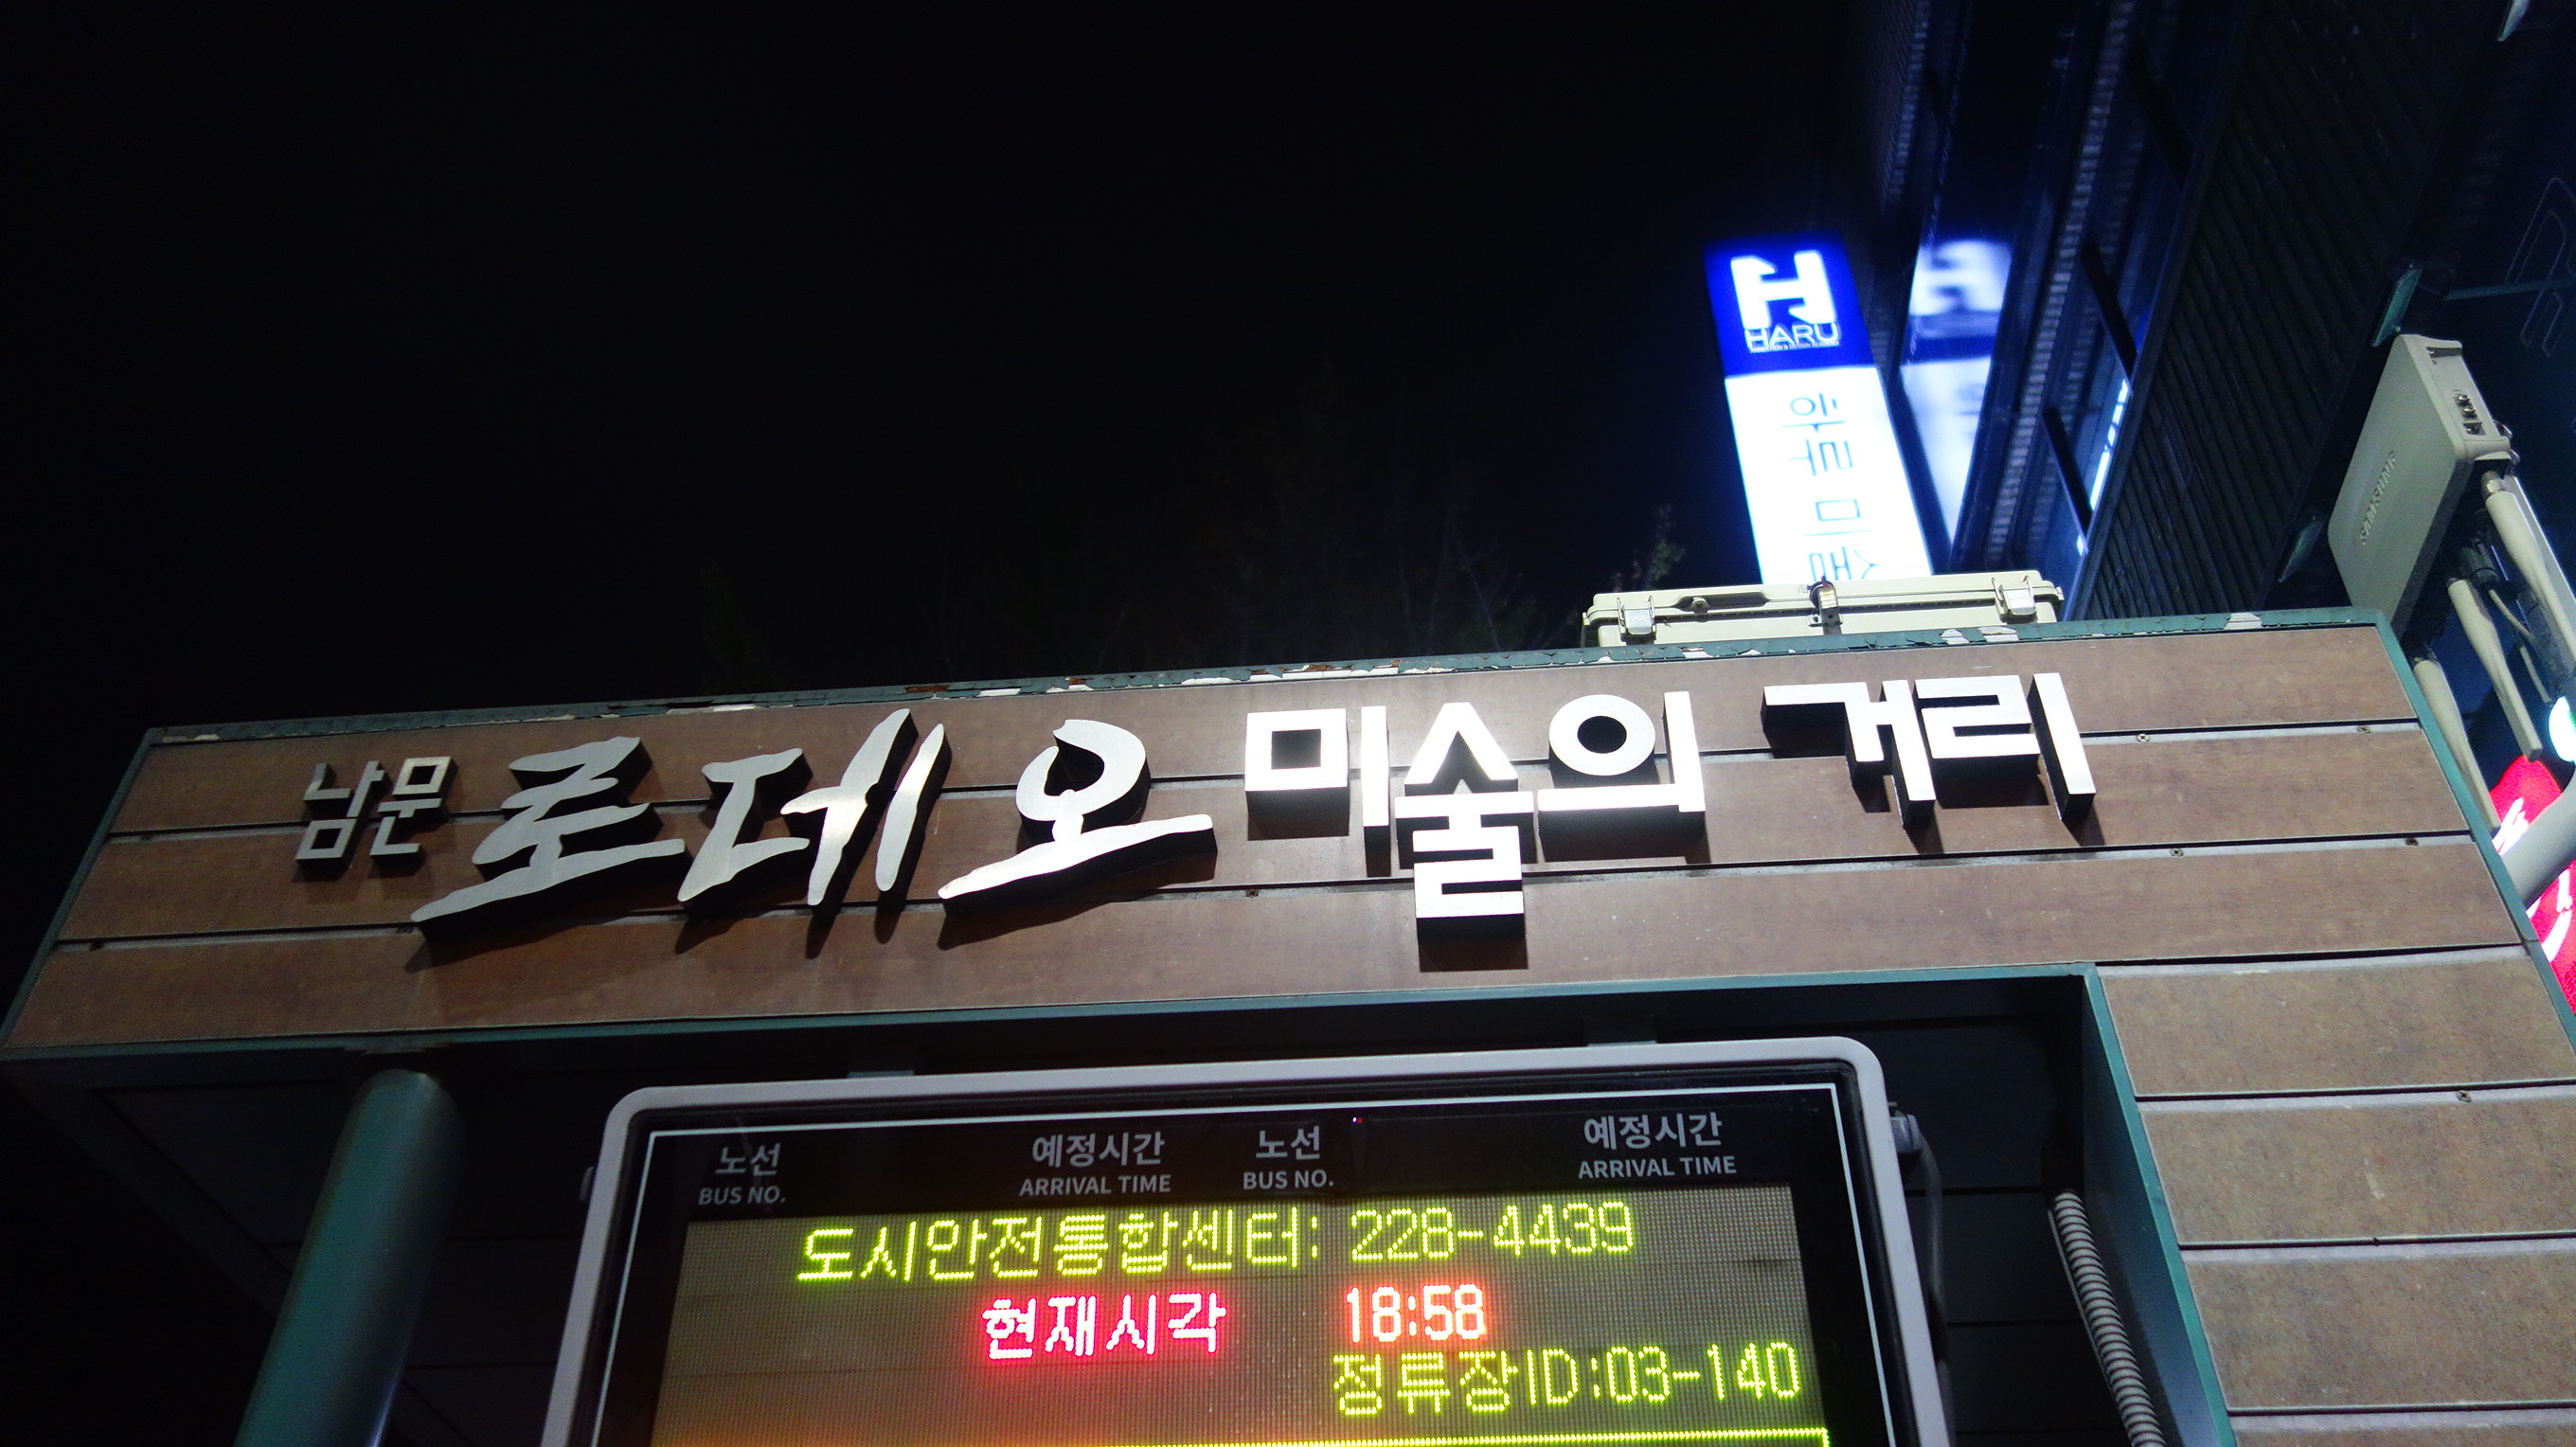 HARU
하루 미술
SAMSUNG
남문 로데오 미술의 거리
노선 예정시간 노선 예정시간
BUS NO. ARRIVAL TIME BUS NO. ARRIVAL TIME
도시안전통합센터: 228-4439
현재시각 18:58
정류장ID:03-140